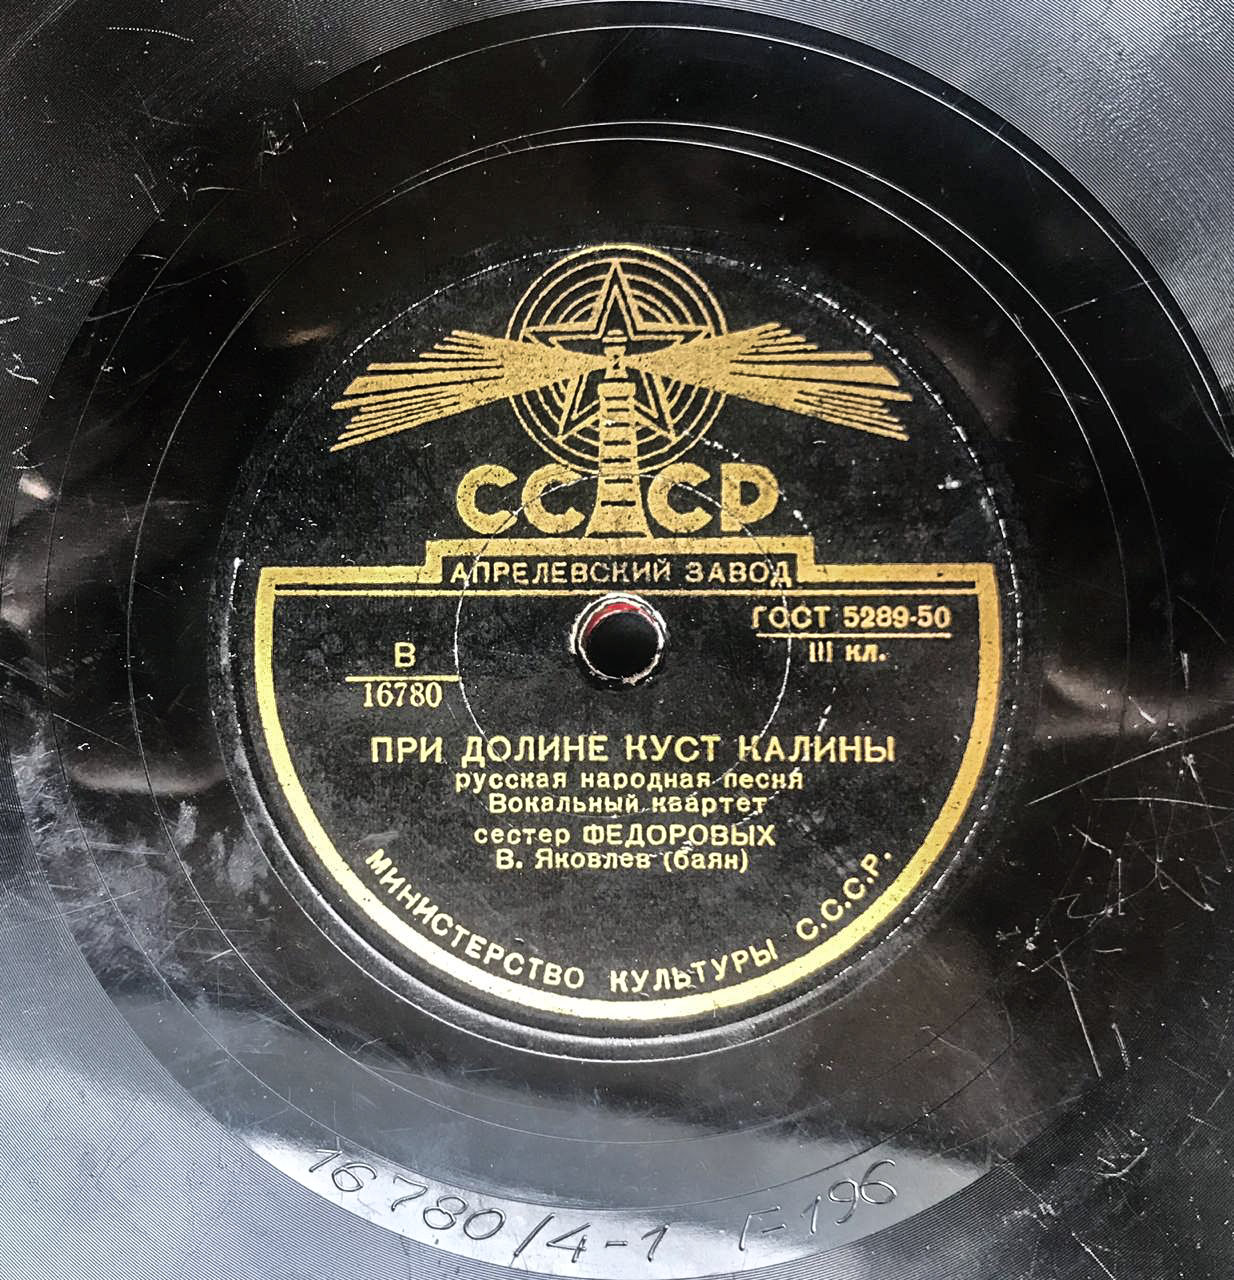 СССР
АПРЕЛЕВСКИЙ ЗАВОД
ГОСТ 5289-50
III кл.
В
16780
ПРИ ДОЛИНЕ КУСТ КАЛИНЫ
русская народная песня
Вокальный квартет
сестер ФЕДОРОВЫХ
В. Яковлев (баян)
МИНИСТЕРСТВО КУЛЬТУРЫ С.С.С.Р.
16780/4-1 Г-196